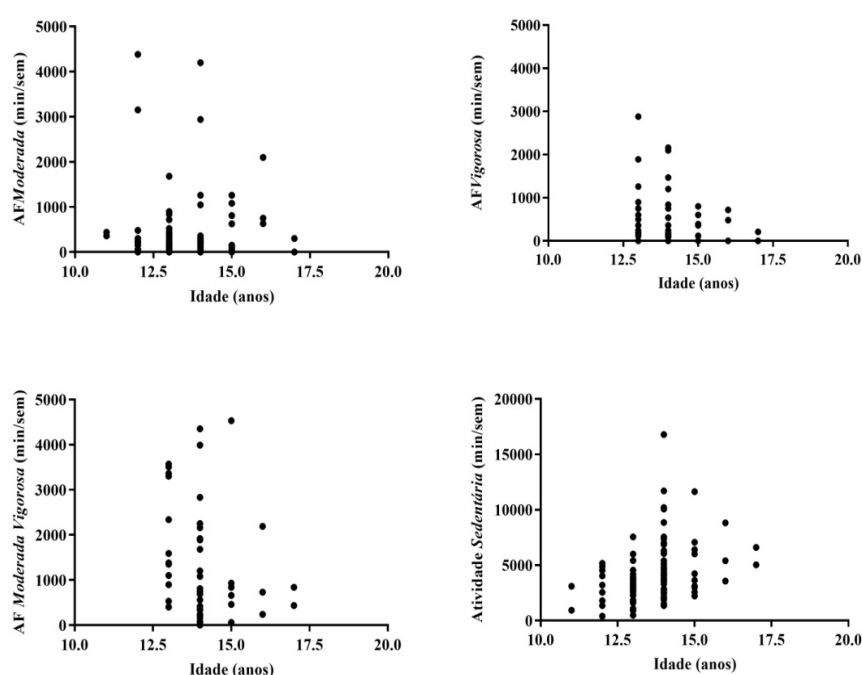 AFModerada (min/sem)
5000
4000
3000
2000
1000
0
10.0 12.5 15.0 17.5 20.0
Idade (anos)
AFVigorosa (min/sem)
5000
4000
3000
2000
1000
0
10.0 12.5 15.0 17.5 20.0
Idade (anos)
AF Moderada Vigorosa (min/sem)
5000
4000
3000
2000
1000
0
10.0 12.5 15.0 17.5 20.0
Idade (anos)
Atividade Sedentária (min/sem)
20000
15000
10000
5000
0
10.0 12.5 15.0 17.5 20.0
Idade (anos)